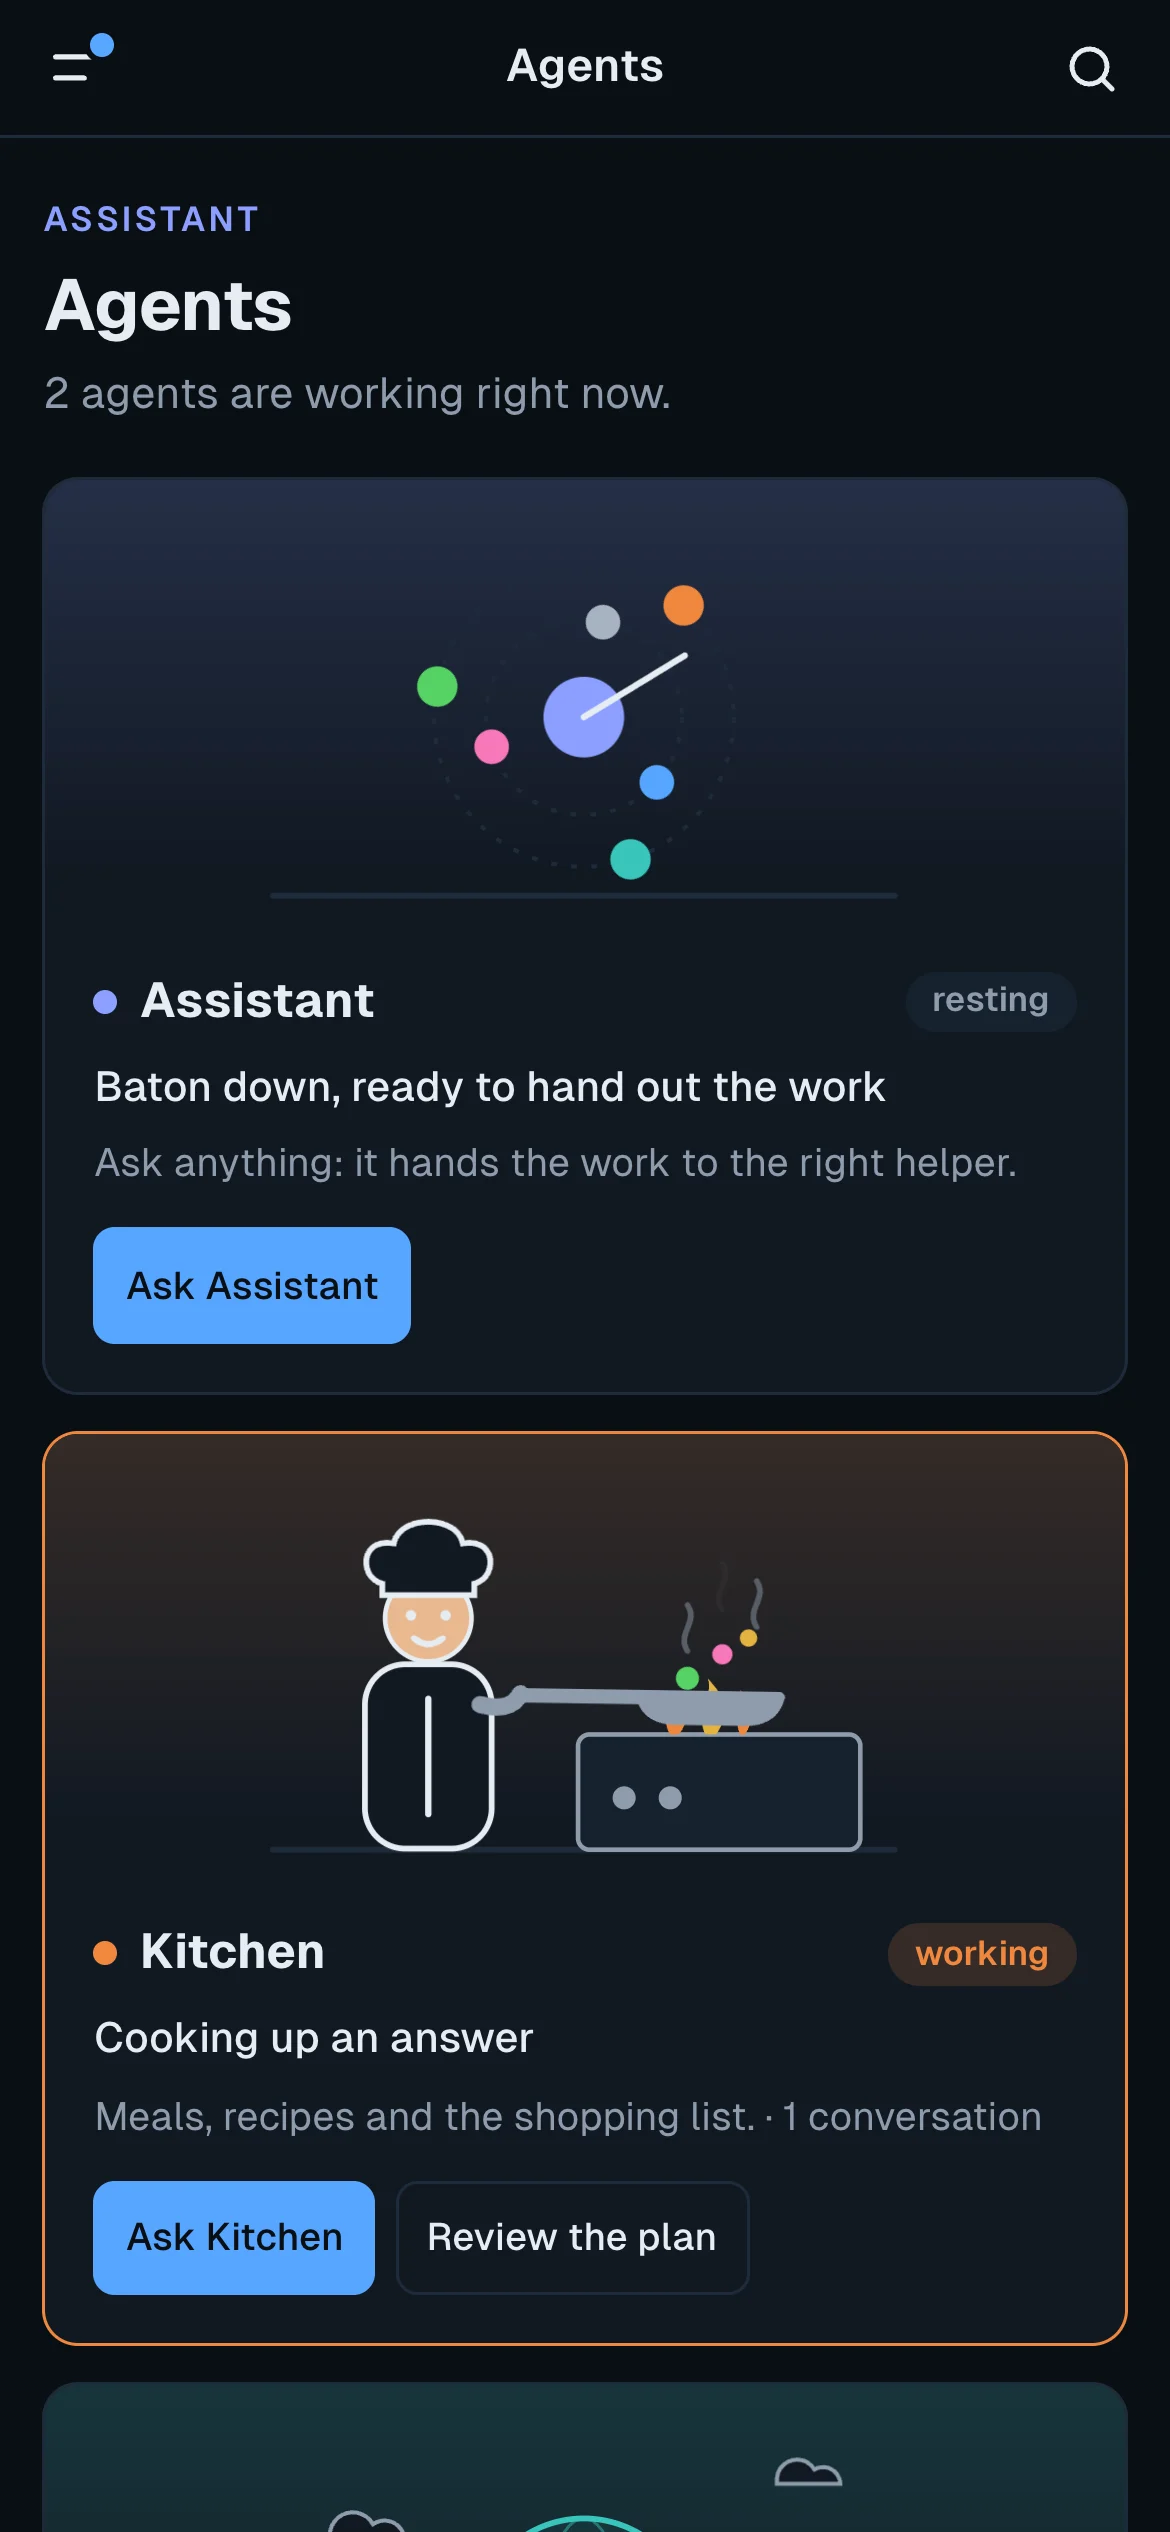 Agents
ASSISTANT
Agents
2 agents are working right now.
Assistant
resting
Baton down, ready to hand out the work
Ask anything: it hands the work to the right helper.
Ask Assistant
Kitchen
working
Cooking up an answer
Meals, recipes and the shopping list. · 1 conversation
Ask Kitchen
Review the plan